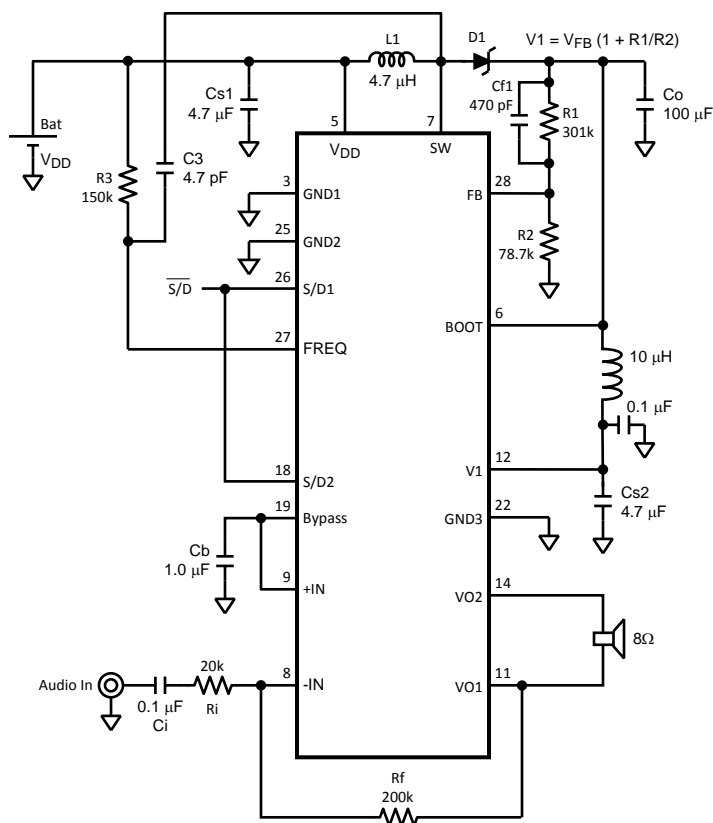 D1
V1 = VFB (1 + R1/R2)
L1
4.7 μH
Cs1
4.7 μF
Cf1
470 pF
R1
301k
Co
100 μF
Bat
VDD
5
VDD
7
SW
R3
150k
C3
4.7 pF
3
GND1
28
FB
25
GND2
R2
78.7k
S/D
26
S/D1
6
BOOT
27
FREQ
10 μH
0.1 μF
12
V1
18
S/D2
Cs2
4.7 μF
19
Bypass
22
GND3
Cb
1.0 μF
9
+IN
14
VO2
8Ω
Audio In
0.1 μF
Ci
20k
Ri
8
-IN
11
VO1
Rf
200k